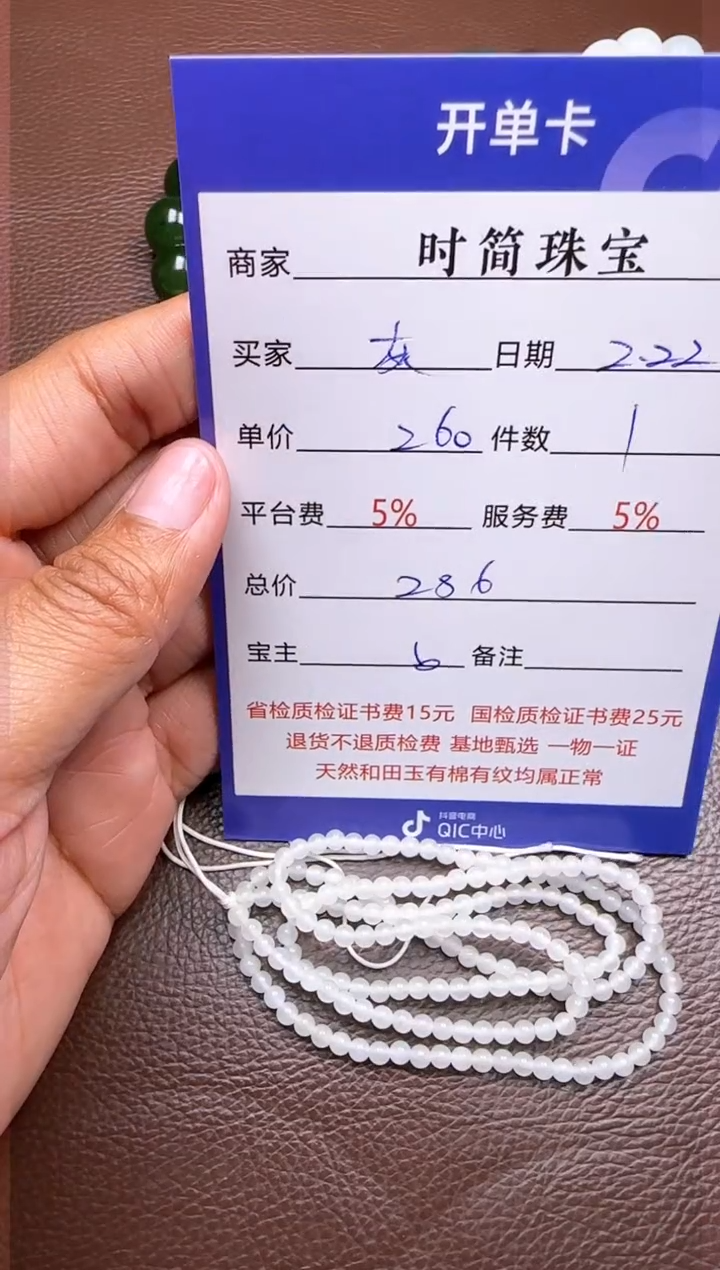 开单卡
商家 时简珠宝
买家 灰 日期 2.22
单价 260 件数 1
平台费 5% 服务费 5%
总价 286
宝主 6 备注
省检质检证书费15元 国检质检证书费25元
退货不退质检费 基地甄选 一物一证
天然和田玉有棉有纹均属正常
抖音电商
QIC中心